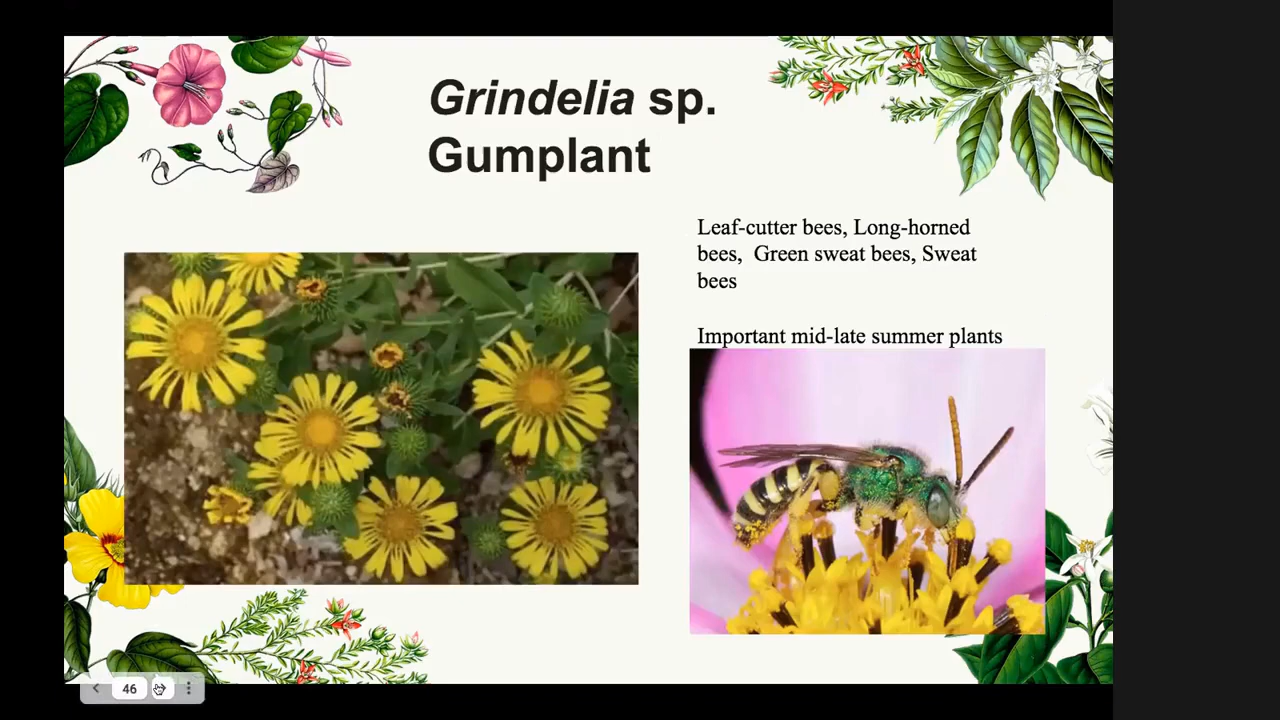 Grindelia sp.
Gumplant
Leaf-cutter bees, Long-horned
bees, Green sweat bees, Sweat
bees
Important mid-late summer plants
46